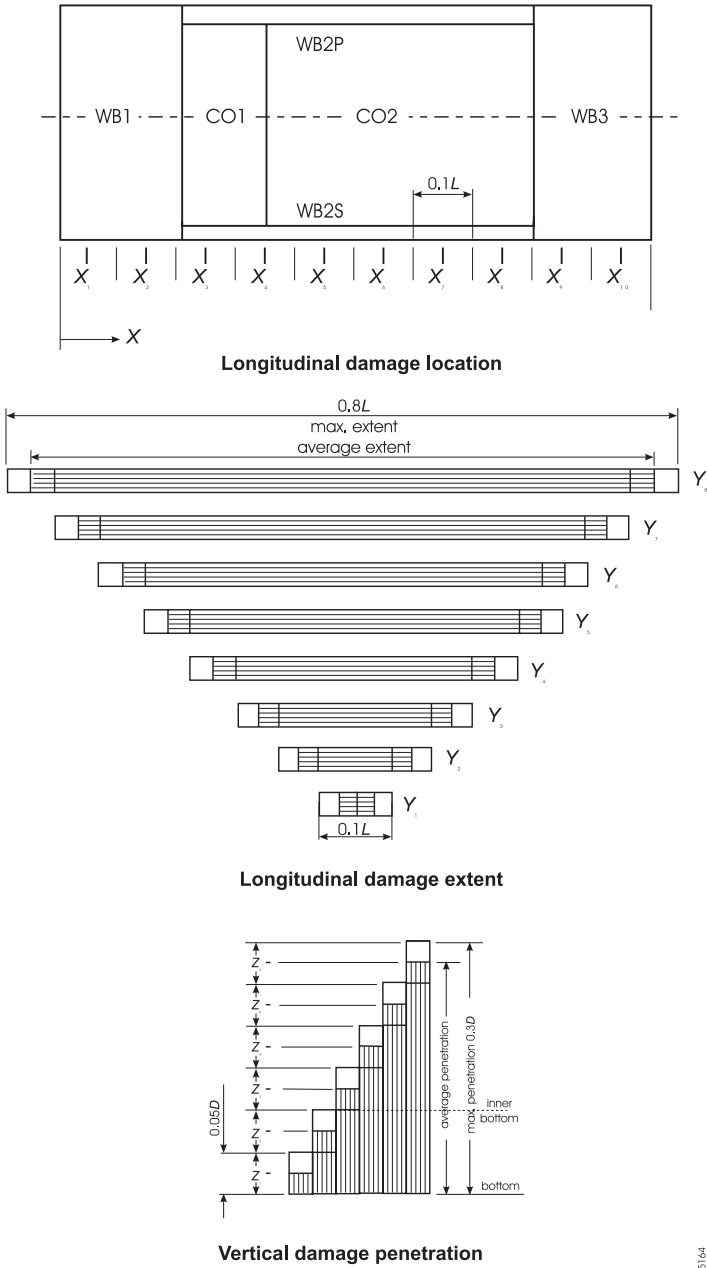 WB2P
WB1 CO1 CO2 WB3
0.1L
WB2S
X1 X2 X3 X4 X5 X6 X7 X8 X9 X10
X
Longitudinal damage location
0.8L
max. extent
average extent
Y8
Y7
Y6
Y5
Y4
Y3
Y2
Y1
0.1L
Longitudinal damage extent
Z
Z
Z
Z
Z
Z
0.05D
average penetration
max. penetration 0.3D
inner
bottom
bottom
Vertical damage penetration
5164